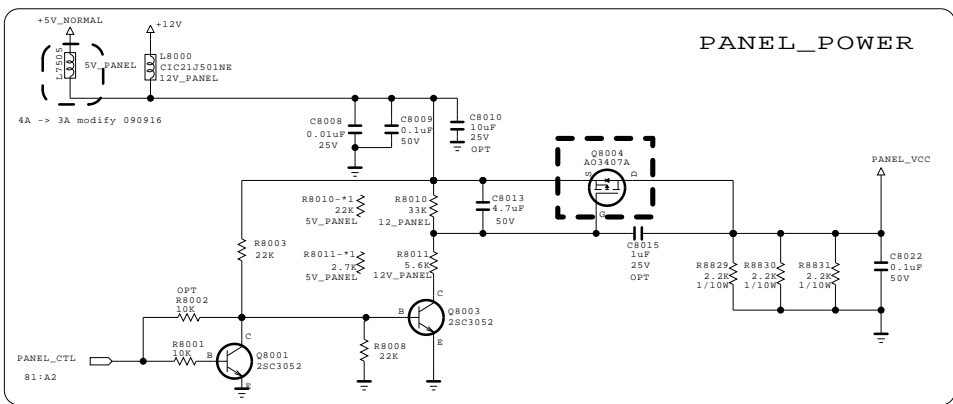 PANEL_POWER
+5V_NORMAL
+12V
L7505
5V_PANEL
L8000
CIC21J501NE
12V_PANEL
4A -> 3A modify 090916
C8008
0.01uF
25V
C8009
0.1uF
50V
C8010
10uF
25V
OPT
Q8004
AO3407A
S
D
G
PANEL_VCC
R8010-*1
22K
5V_PANEL
R8010
33K
12_PANEL
C8013
4.7uF
50V
R8003
22K
R8011-*1
2.7K
5V_PANEL
R8011
5.6K
12V_PANEL
C8015
1uF
25V
OPT
R8829
2.2K
1/10W
R8830
2.2K
1/10W
R8831
2.2K
1/10W
C8022
0.1uF
50V
OPT
R8002
10K
C
B
Q8003
2SC3052
E
PANEL_CTL
81:A2
R8001
10K
B
C
Q8001
2SC3052
E
R8008
22K